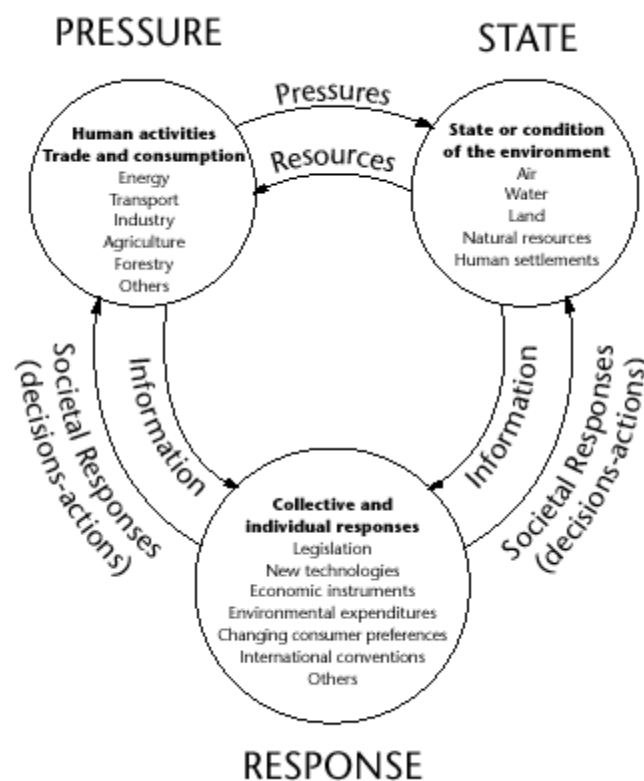 PRESSURE
STATE
Pressures
Resources
Human activities
Trade and consumption
Energy
Transport
Industry
Agriculture
Forestry
Others
State or condition
of the environment
Air
Water
Land
Natural resources
Human settlements
Societal Responses
(decisions-actions)
Information
Information
Societal Responses
(decisions-actions)
Collective and
individual responses
Legislation
New technologies
Economic instruments
Environmental expenditures
Changing consumer preferences
International conventions
Others
RESPONSE